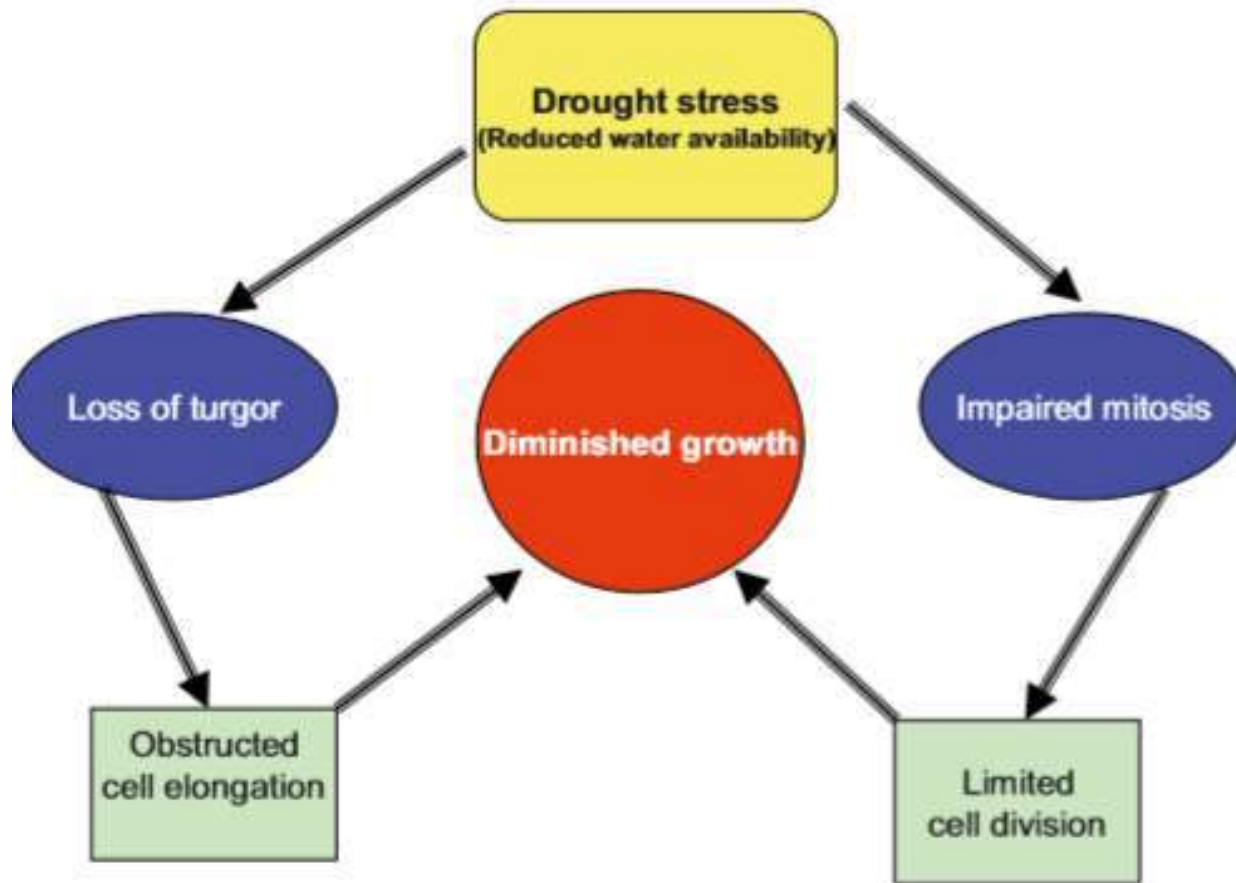 Drought stress
(Reduced water availability)
Loss of turgor
Diminished growth
Impaired mitosis
Obstructed
cell elongation
Limited
cell division